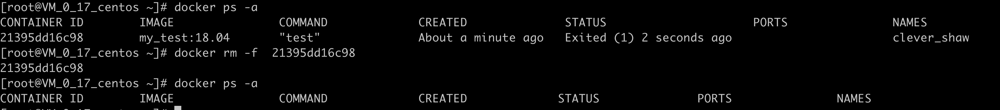 [root@VM_0_17_centos ~]# docker ps -a
CONTAINER ID        IMAGE               COMMAND             CREATED              STATUS                     PORTS               NAMES
21395dd16c98        my_test:18.04       "test"              About a minute ago   Exited (1) 2 seconds ago                       clever_shaw
[root@VM_0_17_centos ~]# docker rm -f  21395dd16c98
21395dd16c98
[root@VM_0_17_centos ~]# docker ps -a
CONTAINER ID        IMAGE               COMMAND             CREATED             STATUS              PORTS               NAMES